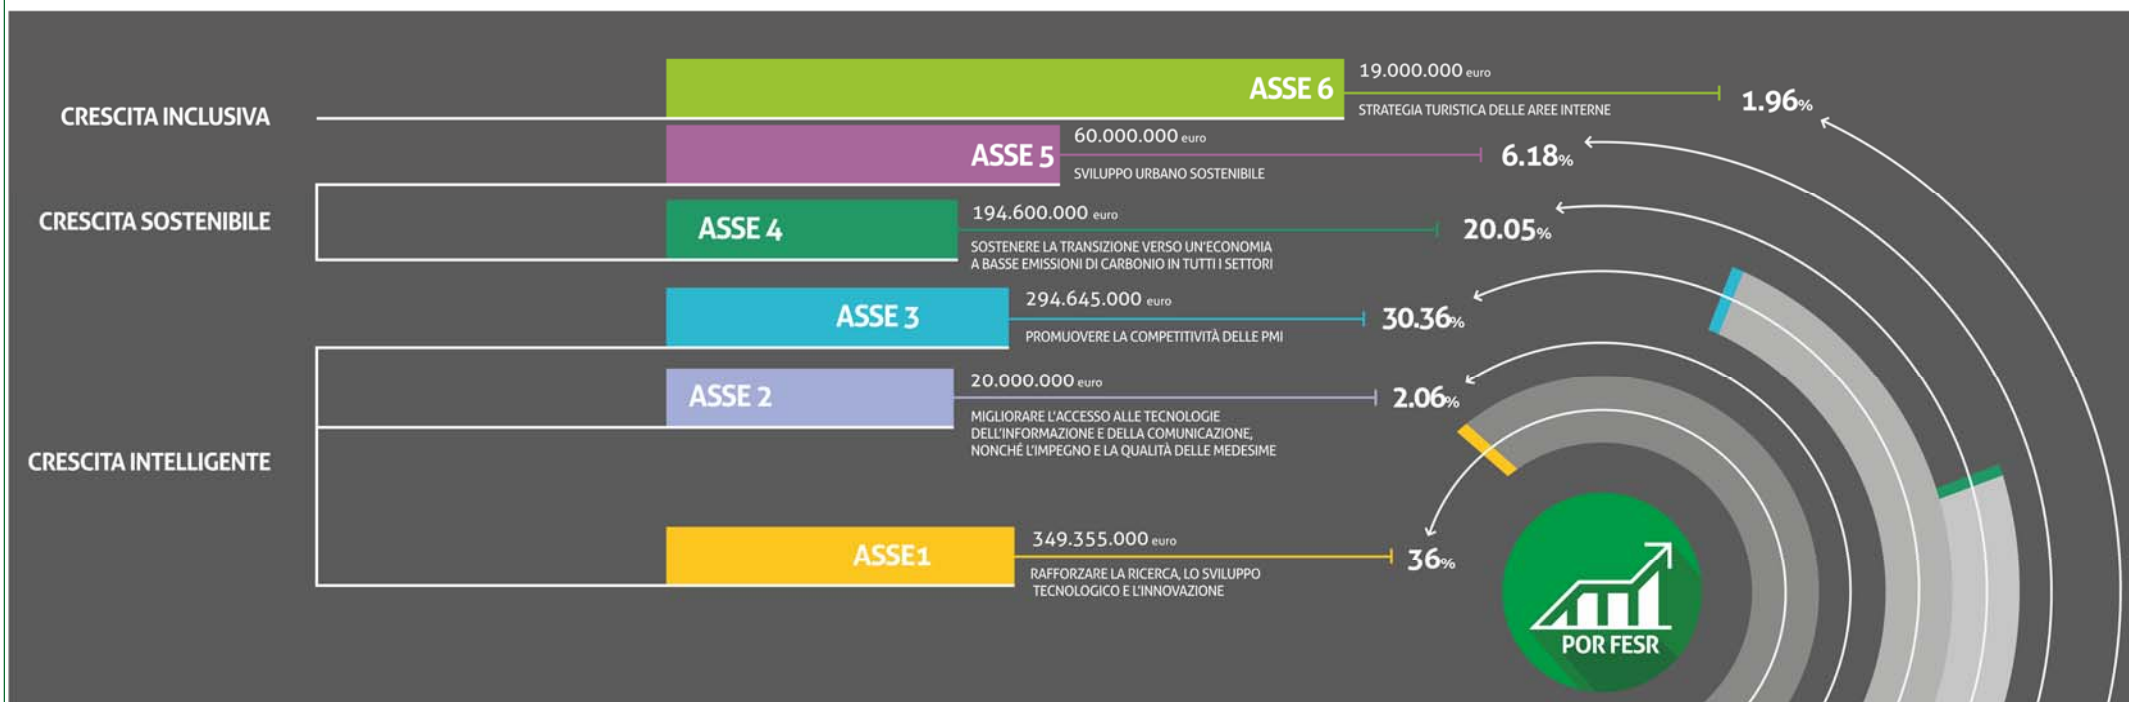 CRESCITA INCLUSIVA
ASSE 6
19.000.000 euro
STRATEGIA TURISTICA DELLE AREE INTERNE
1.96%
ASSE 5
60.000.000 euro
SVILUPPO URBANO SOSTENIBILE
6.18%
CRESCITA SOSTENIBILE
ASSE 4
194.600.000 euro
SOSTENERE LA TRANSIZIONE VERSO UN'ECONOMIA
A BASSE EMISSIONI DI CARBONIO IN TUTTI I SETTORI
20.05%
ASSE 3
294.645.000 euro
PROMUOVERE LA COMPETITIVITÀ DELLE PMI
30.36%
ASSE 2
20.000.000 euro
MIGLIORARE L'ACCESSO ALLE TECNOLOGIE
DELL'INFORMAZIONE E DELLA COMUNICAZIONE,
NONCHÉ L'IMPEGNO E LA QUALITÀ DELLE MEDESIME
2.06%
CRESCITA INTELLIGENTE
ASSE1
349.355.000 euro
RAFFORZARE LA RICERCA, LO SVILUPPO
TECNOLOGICO E L'INNOVAZIONE
36%
POR FESR